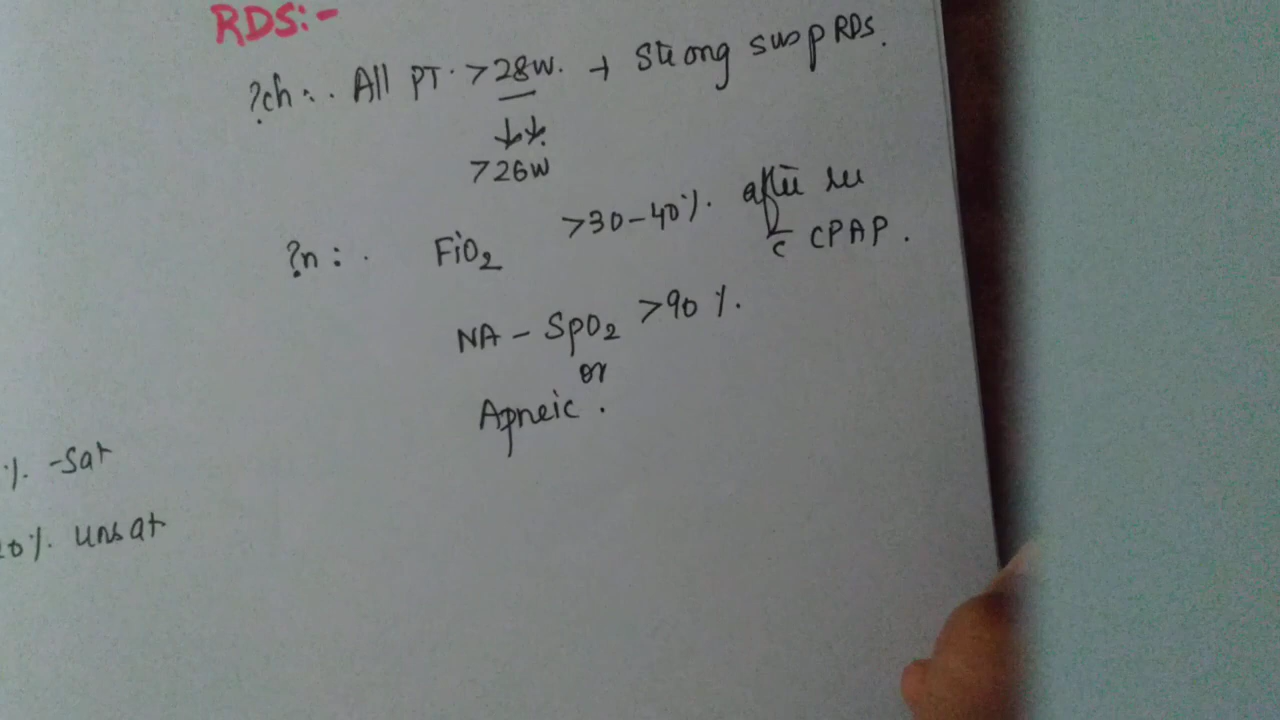 RDS:-
?ch:. All PT. >28W. + Strong susp RDS.
↓↓
>26W
?n:. FiO2 >30-40%. after
c CPAP.
NA - SpO2 >90%.
or
Apneic.
%. -Sat
20%. unsat